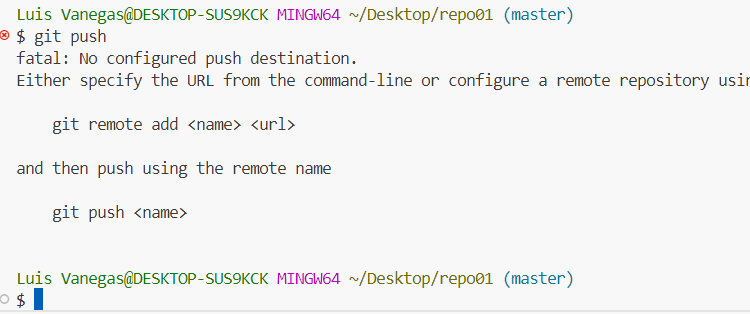 Luis Vanegas@DESKTOP-SUS9KCK MINGW64 ~/Desktop/repo01 (master)
$ git push
fatal: No configured push destination.
Either specify the URL from the command-line or configure a remote repository usin
git remote add <name> <url>
and then push using the remote name
git push <name>
Luis Vanegas@DESKTOP-SUS9KCK MINGW64 ~/Desktop/repo01 (master)
$